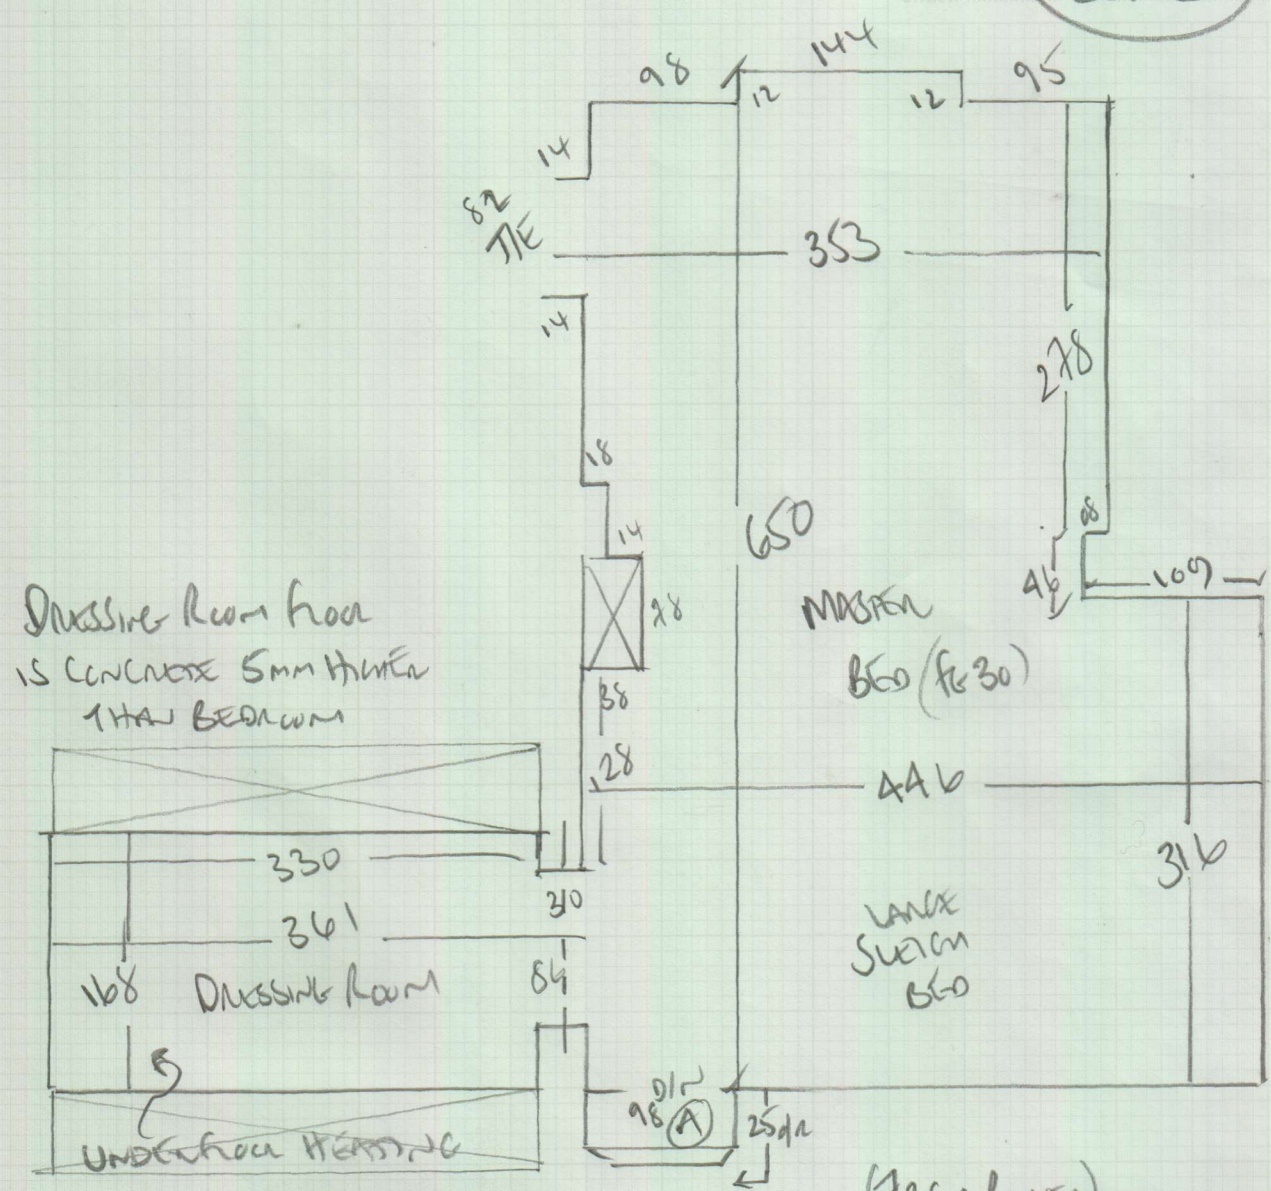 98
144
95
12
12
14
82
T/E
353
14
278
18
14
08
650
46
109
DRESSING ROOM FLOOR
IS CONCRETE 5MM HIGHER
THAN BEDROOM
MASTER
BED
98
38
28
446
330
316
361
84
168
DRESSING ROOM
LARGE
SLEIGH
BED
98
A
25
UNDERFLOOR HEATING